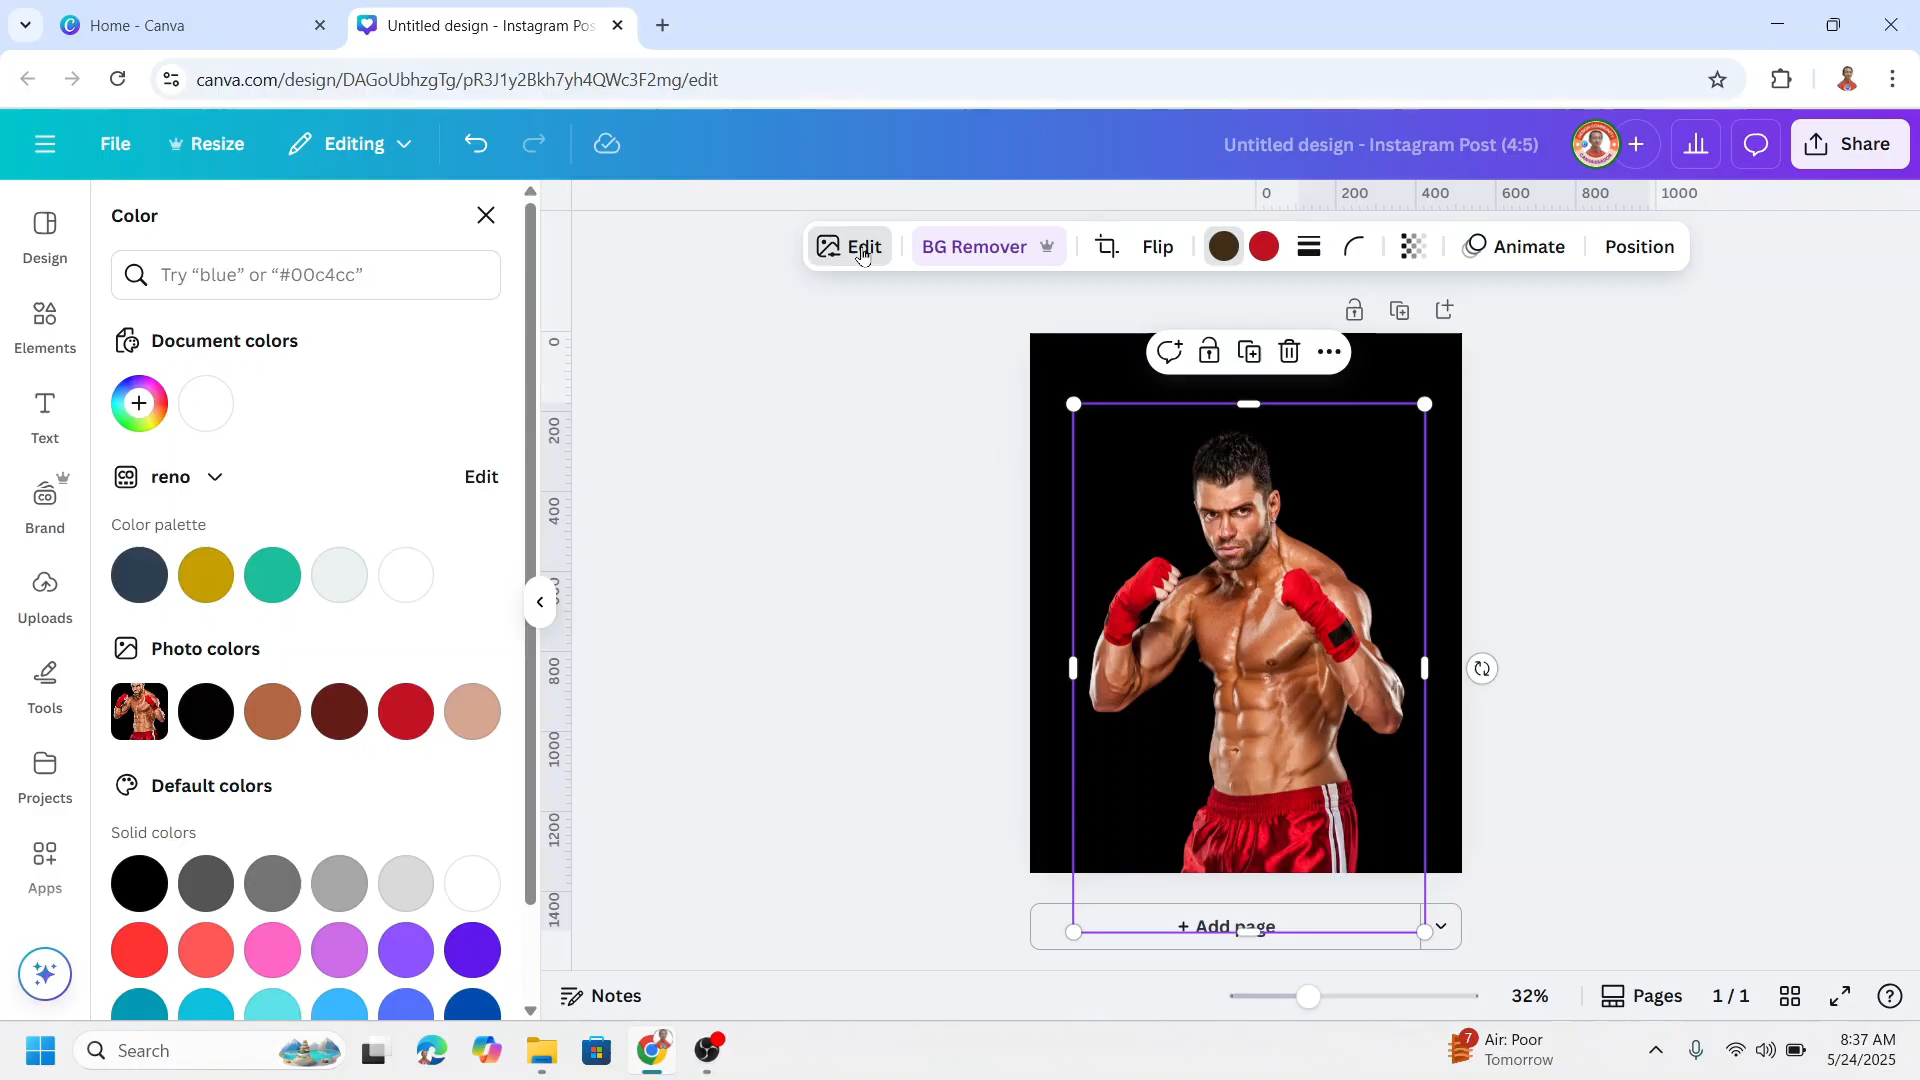 Home - Canva
Untitled design - Instagram Pos
canva.com/design/DAGoUbhzgTg/pR3J1y2Bkh7yh4QWc3F2mg/edit
File
Resize
Editing
Untitled design - Instagram Post (4:5)
Share
Design
Elements
Text
Brand
Uploads
Tools
Projects
Apps
Color
Try “blue” or “#00c4cc”
Document colors
reno
Edit
Color palette
Photo colors
Default colors
Solid colors
0 200 400 600 800 1000
Edit
BG Remover
Flip
Animate
Position
0
200
400
800
1000
1200
1400
+ Add page
Notes
32%
Pages
1 / 1
Search
7
Air: Poor
Tomorrow
8:37 AM
5/24/2025